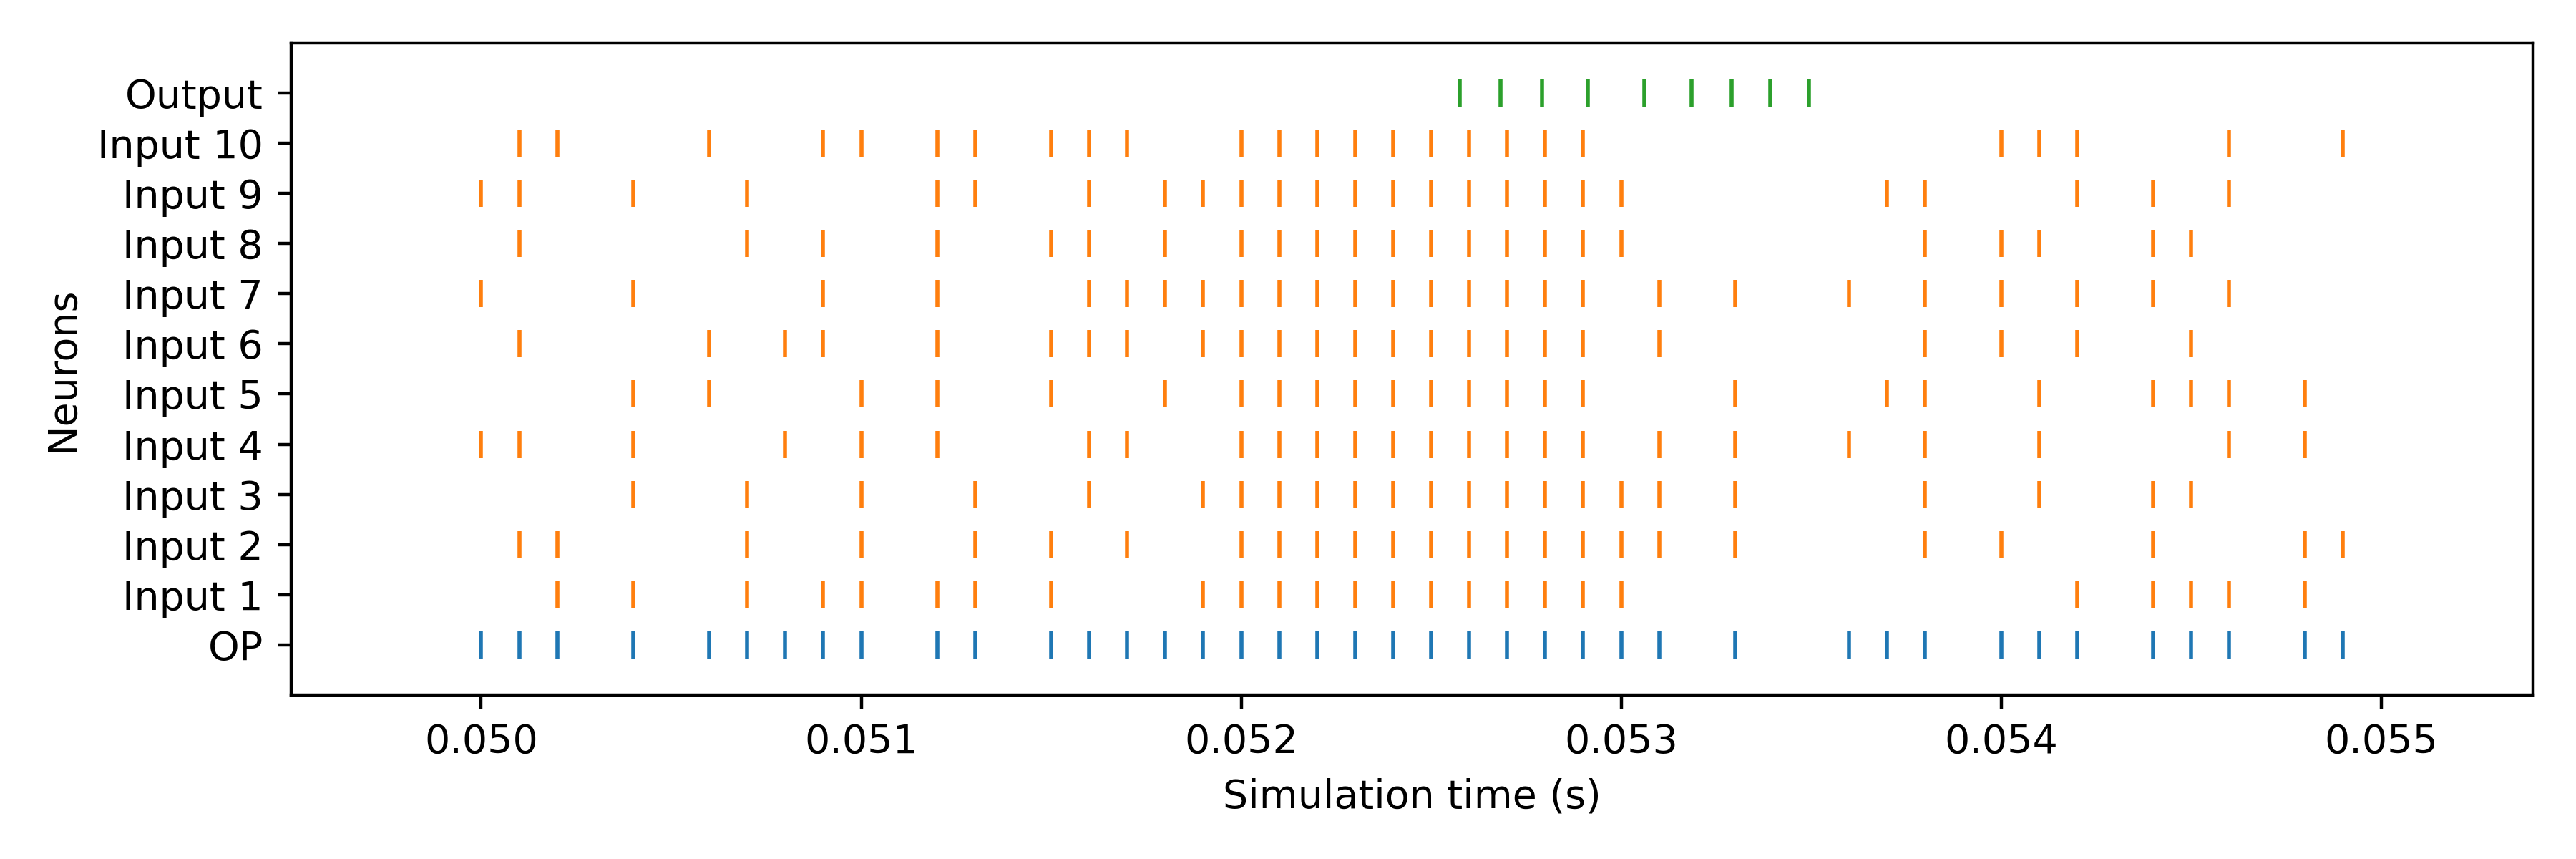 Output
Input 10
Input 9
Input 8
Input 7
Input 6
Input 5
Input 4
Input 3
Input 2
Input 1
OP
Neurons
0.050 0.051 0.052 0.053 0.054 0.055
Simulation time (s)